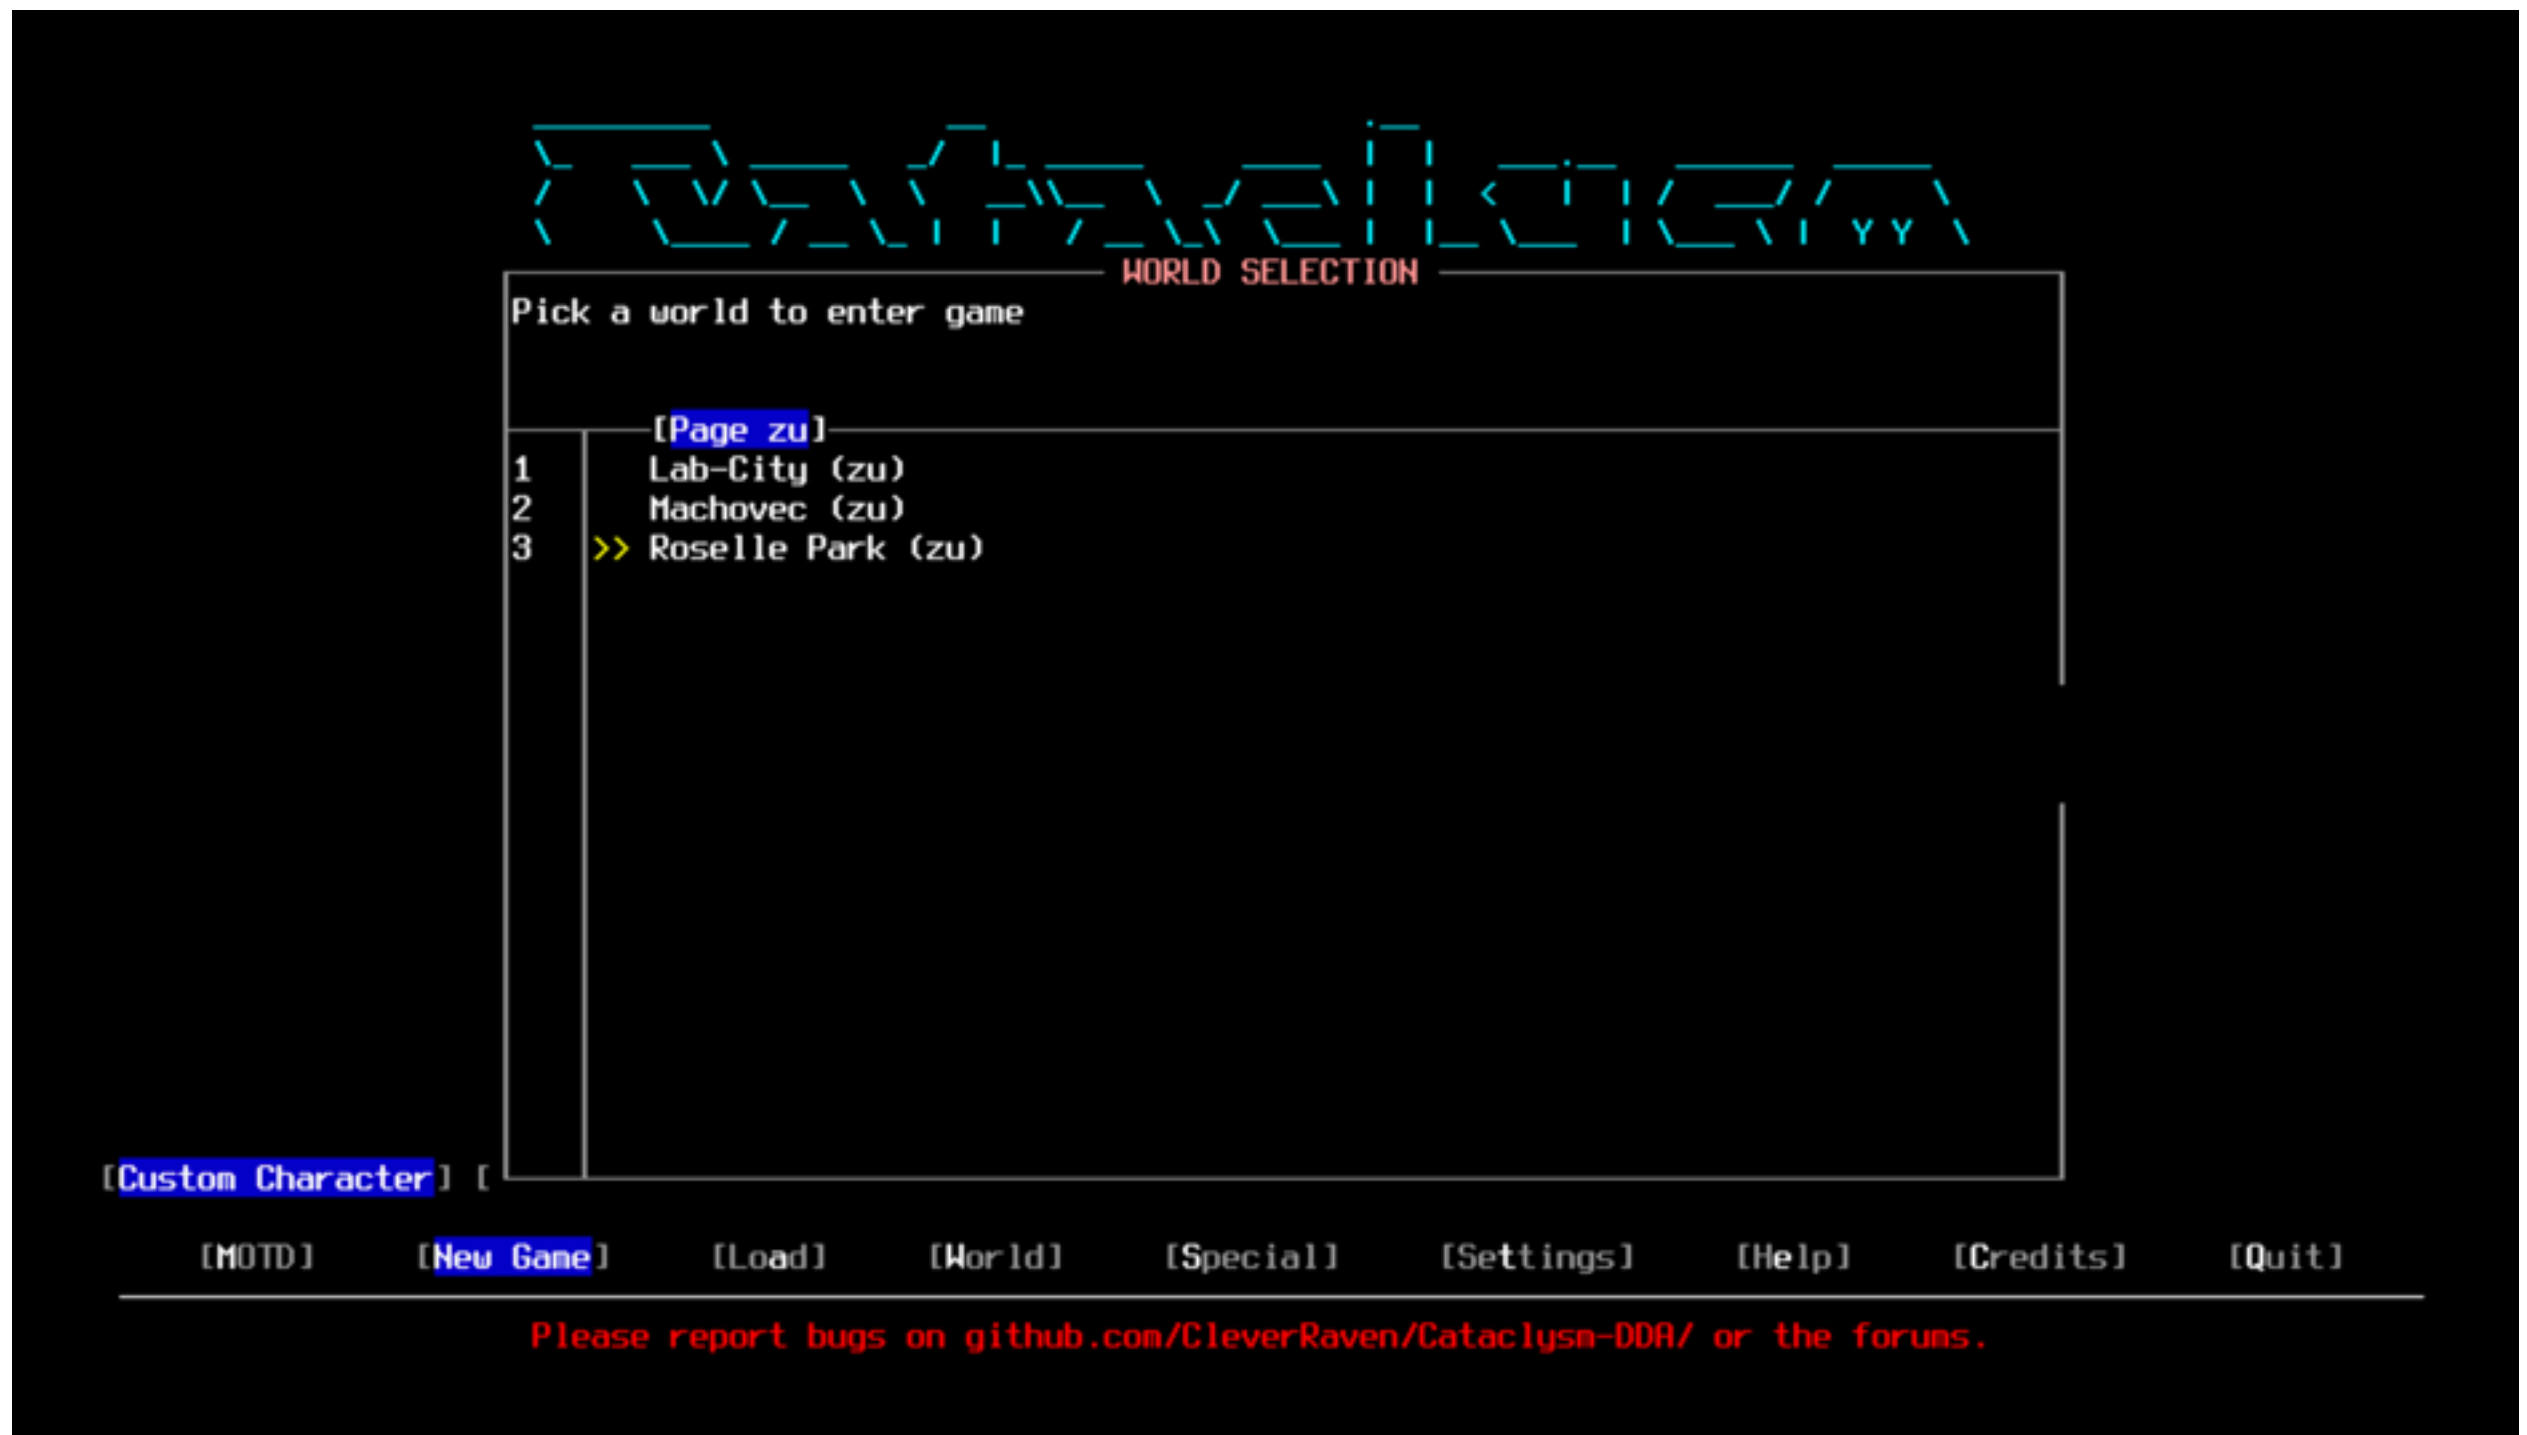 WORLD SELECTION
Pick a world to enter game
[Page zu]
1 Lab-City (zu)
2 Machovec (zu)
3 >> Roselle Park (zu)
[Custom Character] [
[MOTD] [New Game] [Load] [World] [Special] [Settings] [Help] [Credits] [Quit]
Please report bugs on github.com/CleverRaven/Cataclysm-DDA/ or the forums.